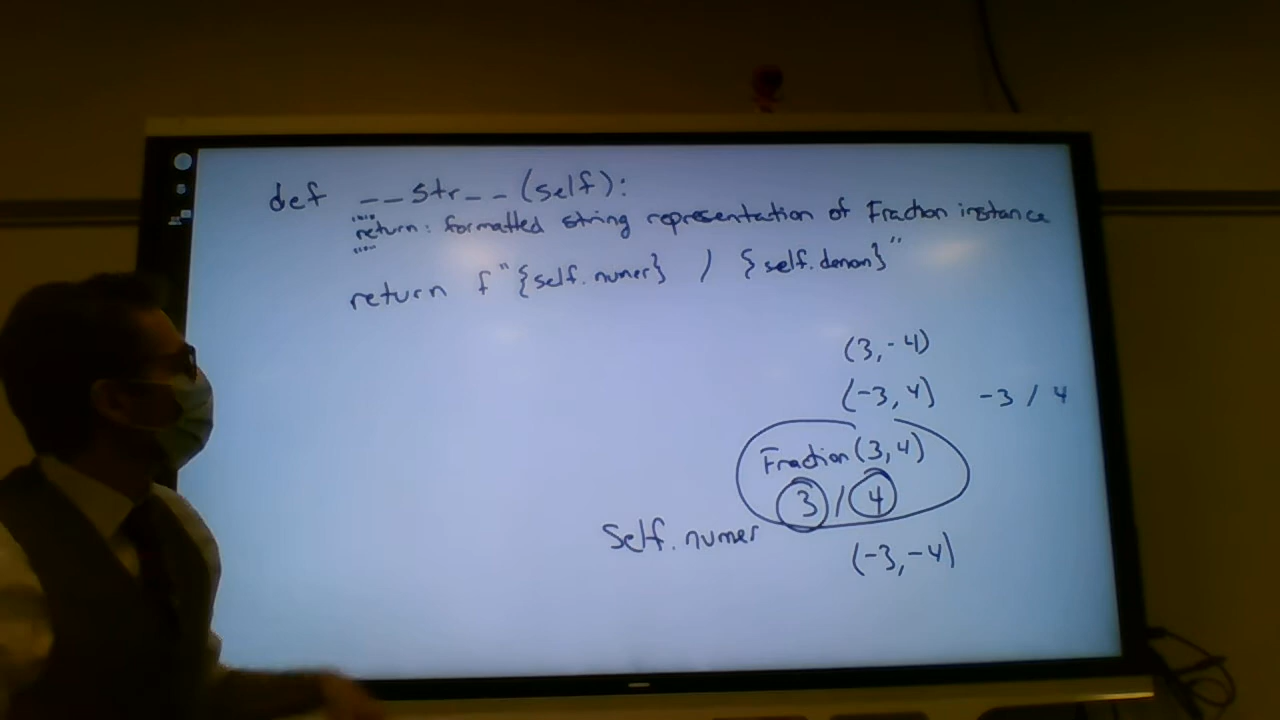 def __str__(self):
"""
return: formatted string representation of Fraction instance
"""
return f"{self.numer} / {self.denom}"
(3,-4)
(-3,4) -3 / 4
Fraction(3,4)
3/4
Self.numer
(-3,-4)